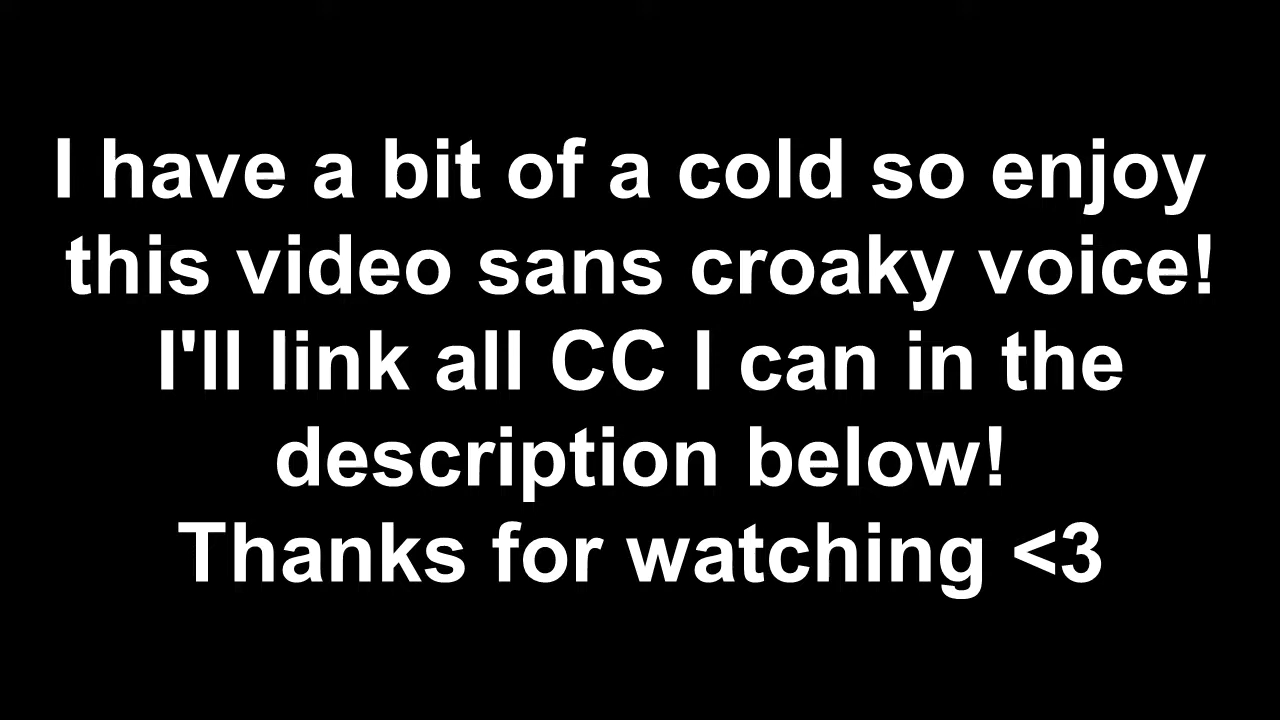 I have a bit of a cold so enjoy
this video sans croaky voice!
I'll link all CC I can in the
description below!
Thanks for watching <3